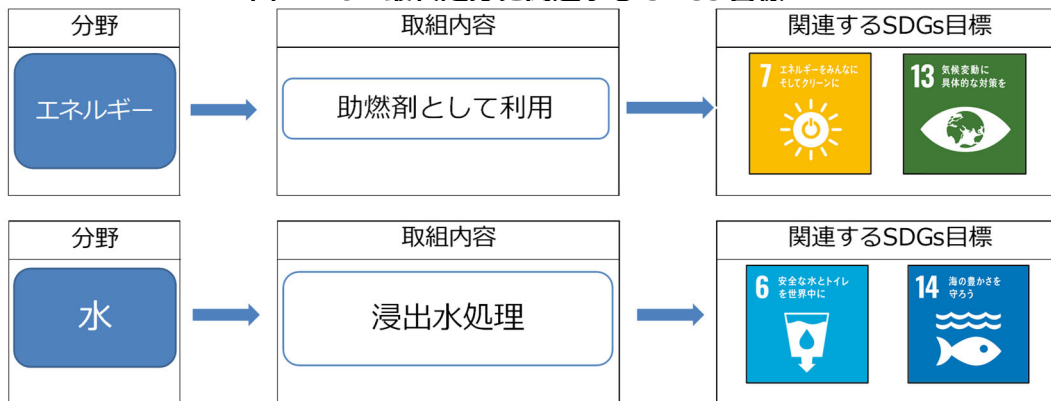 分野
取組内容
関連するSDGs目標
エネルギー
助燃剤として利用
7 エネルギーをみんなに
そしてクリーンに
13 気候変動に
具体的な対策を
分野
取組内容
関連するSDGs目標
水
浸出水処理
6 安全な水とトイレ
を世界中に
14 海の豊かさを
守ろう